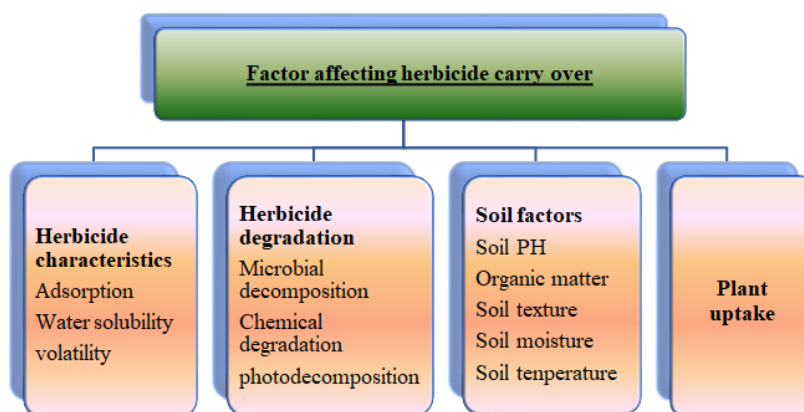 Factor affecting herbicide carry over
Herbicide
characteristics
Adsorption
Water solubility
volatility
Herbicide
degradation
Microbial
decomposition
Chemical
degradation
photodecomposition
Soil factors
Soil PH
Organic matter
Soil texture
Soil moisture
Soil tenperature
Plant
uptake